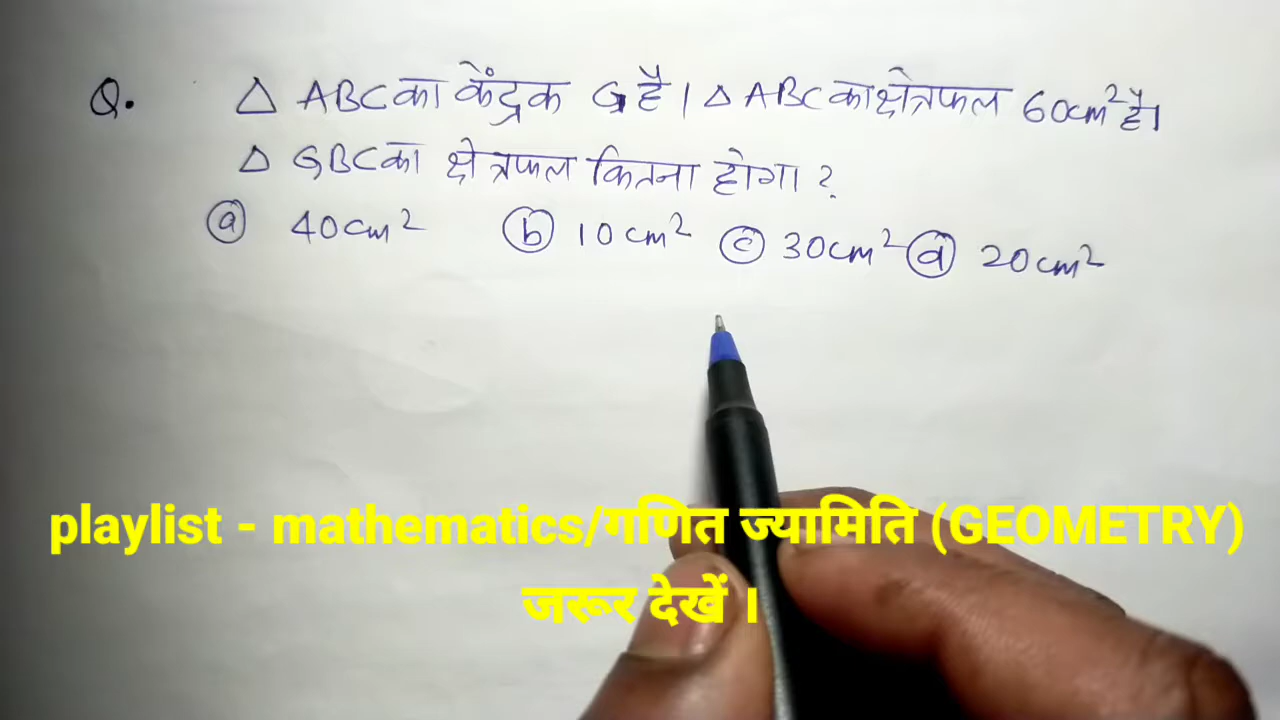 Q. △ ABC का केंद्रक G है। △ ABC का क्षेत्रफल 60cm² है।
△ GBC का क्षेत्रफल कितना होगा ?
ⓐ 40cm² ⓑ 10cm² ⓒ 30cm² ⓓ 20cm²
playlist - mathematics/गणित ज्यामिति (GEOMETRY)
जरूर देखें ।